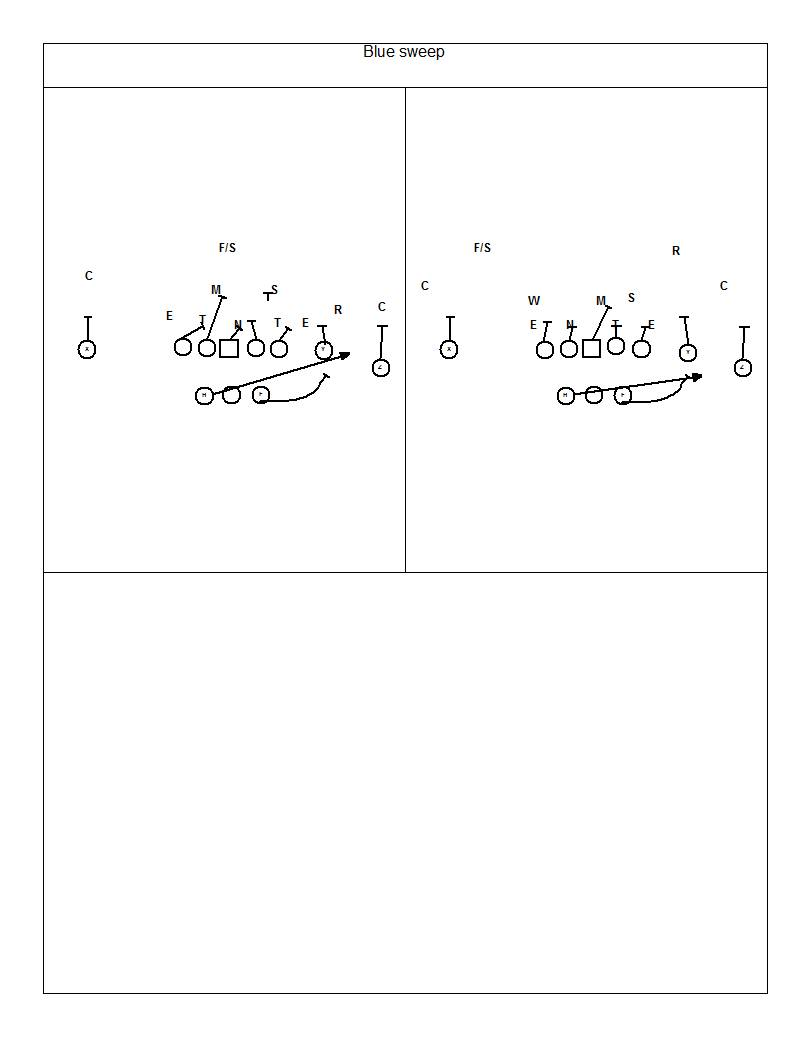 Blue sweep
F/S
C
M S
E T N T E R C
X Y Z
H F
F/S R
C C
W M S
E N T E
X Y Z
H F